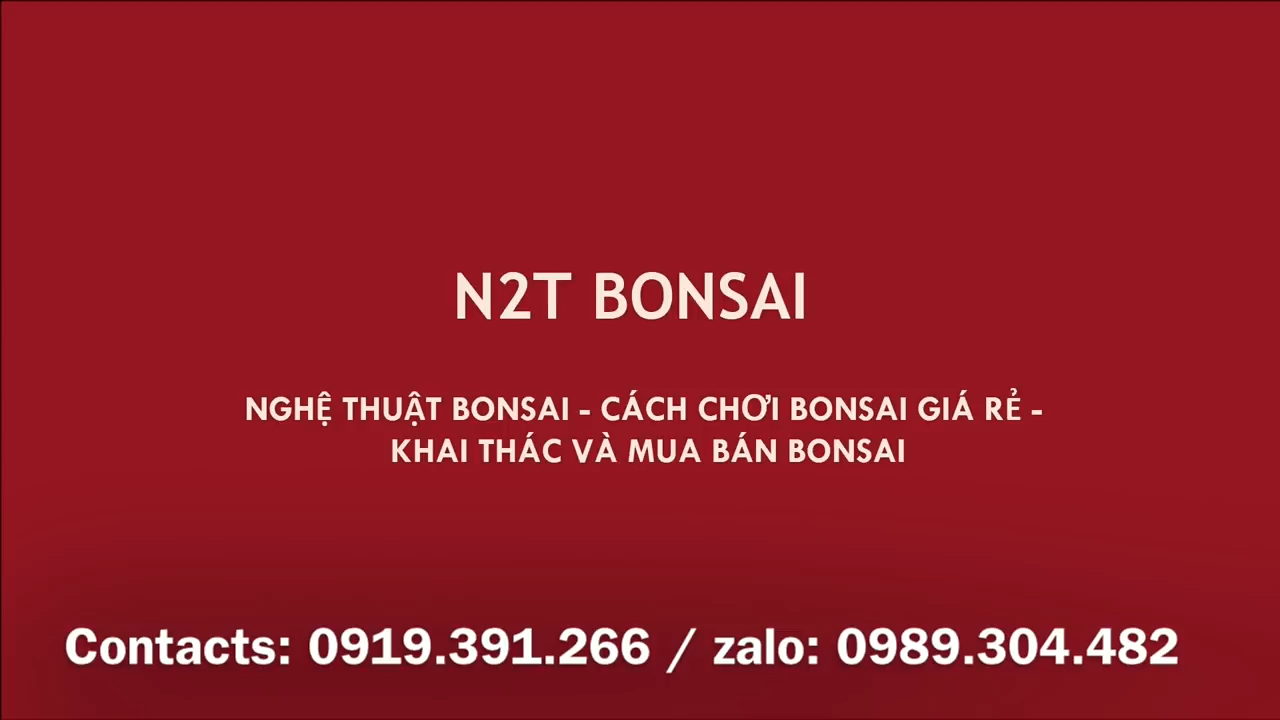 N2T BONSAI
NGHỆ THUẬT BONSAI - CÁCH CHƠI BONSAI GIÁ RẺ -
KHAI THÁC VÀ MUA BÁN BONSAI
Contacts: 0919.391.266 / zalo: 0989.304.482